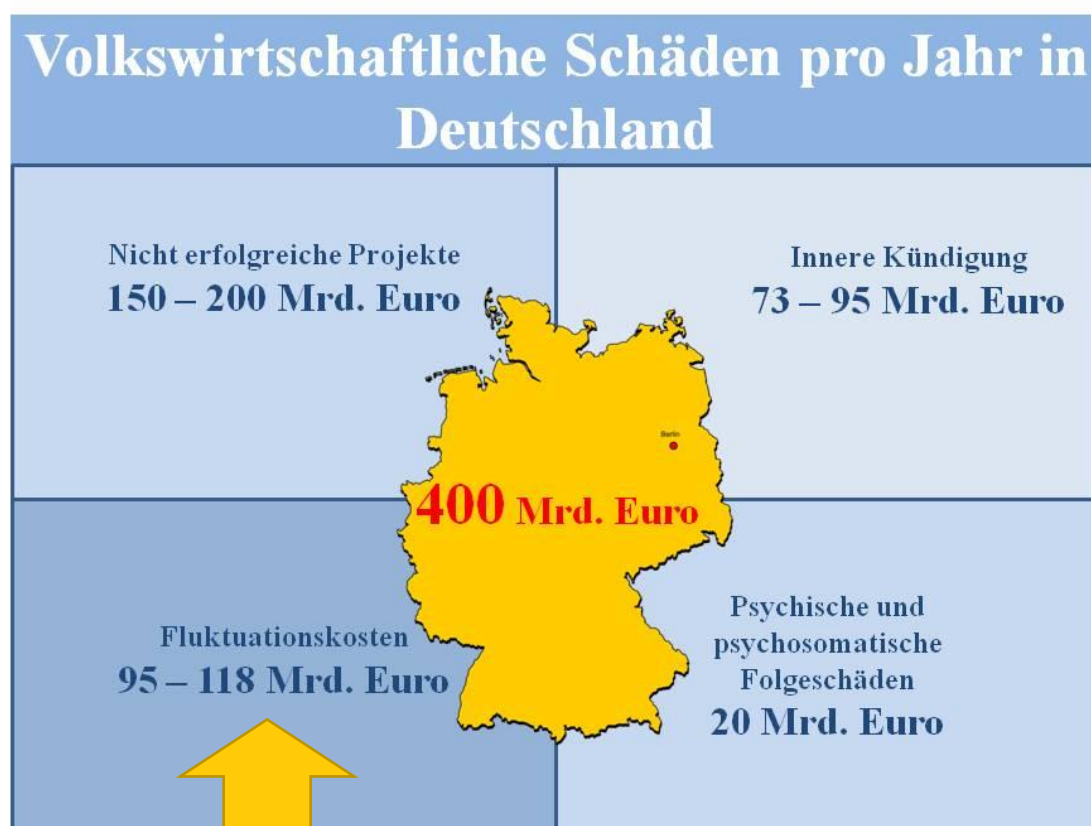 Volkswirtschaftliche Schäden pro Jahr in
Deutschland
Nicht erfolgreiche Projekte
150 – 200 Mrd. Euro
Innere Kündigung
73 – 95 Mrd. Euro
Berlin
400 Mrd. Euro
Fluktuationskosten
95 – 118 Mrd. Euro
Psychische und
psychosomatische
Folgeschäden
20 Mrd. Euro